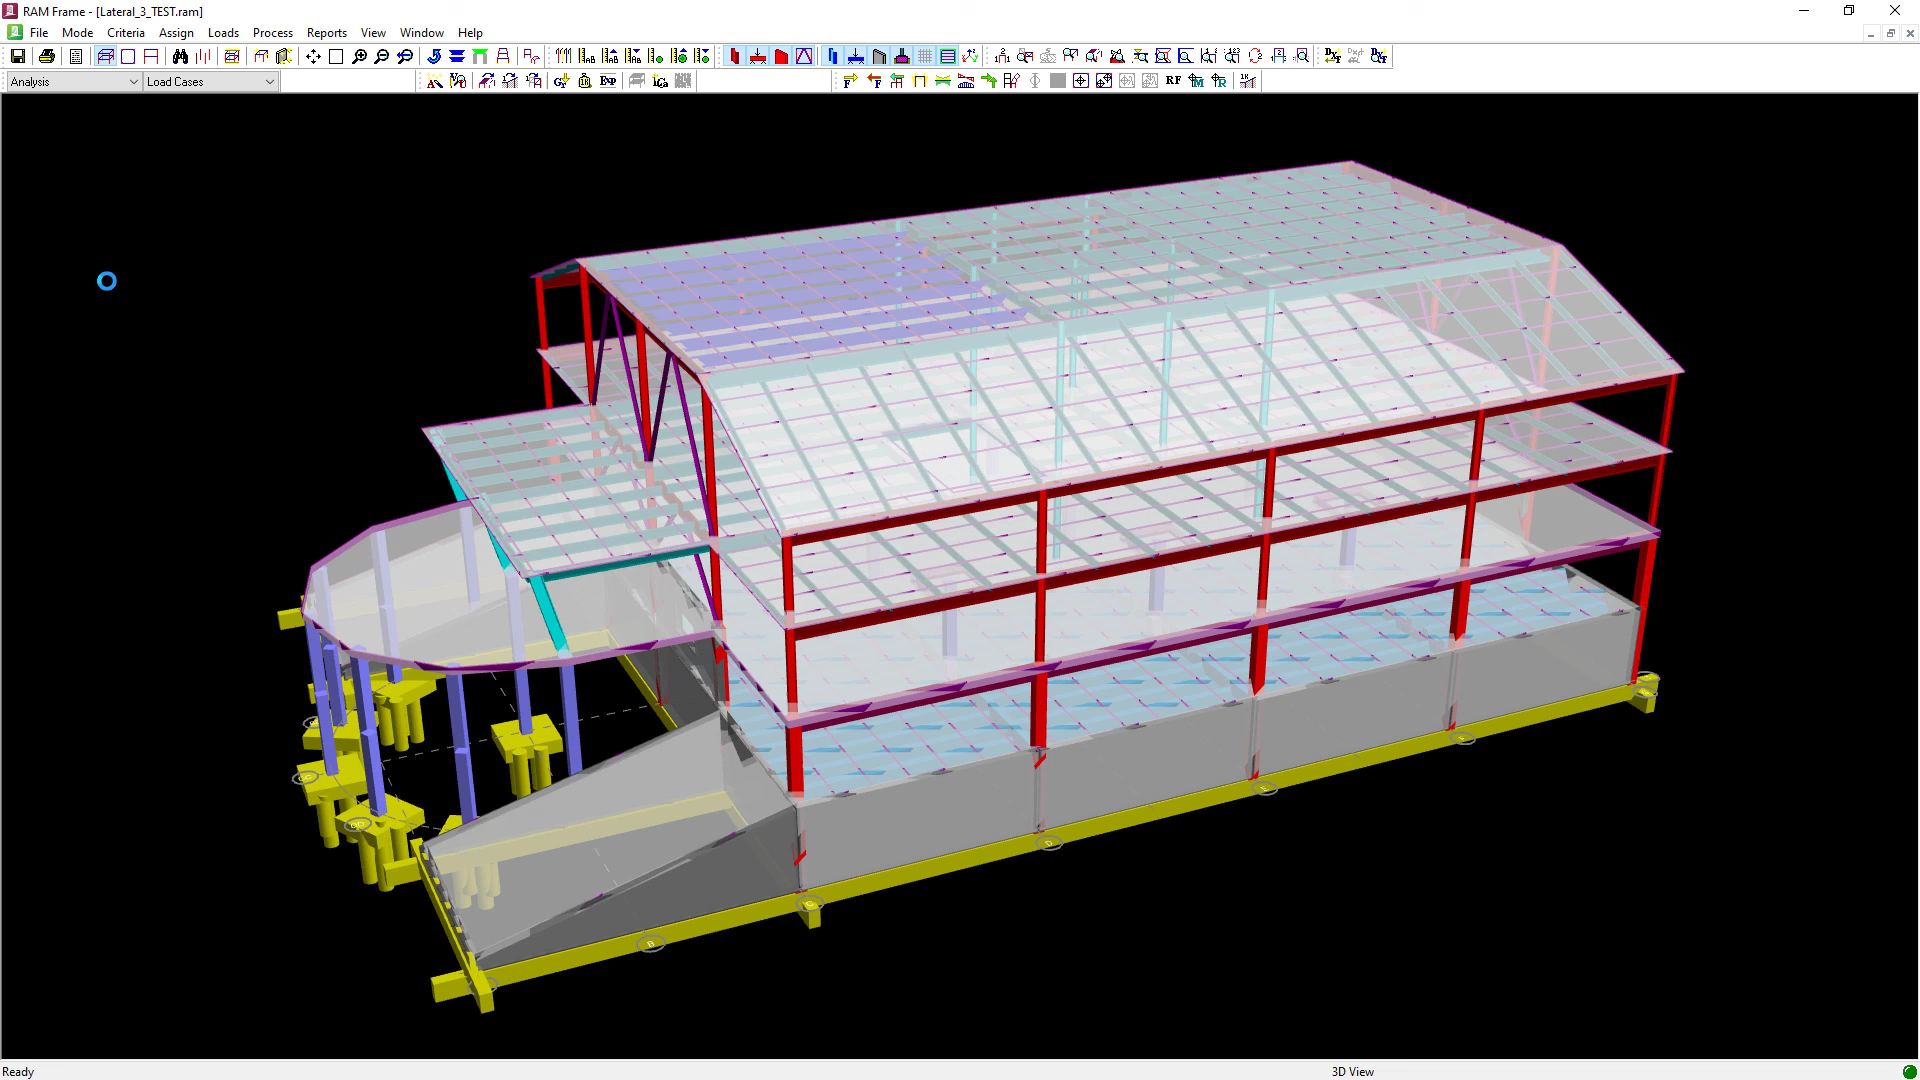 RAM Frame - [Lateral_3_TEST.ram]
File Mode Criteria Assign Loads Process Reports View Window Help
Analysis Load Cases
RF
B
C
D
E
Ready 3D View